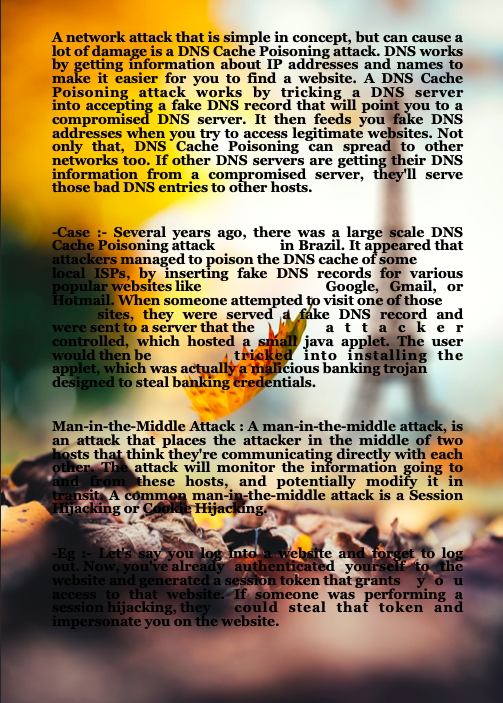 A network attack that is simple in concept, but can cause a
lot of damage is a DNS Cache Poisoning attack. DNS works
by getting information about IP addresses and names to
make it easier for you to find a website. A DNS Cache
Poisoning attack works by tricking a DNS server
into accepting a fake DNS record that will point you to a
compromised DNS server. It then feeds you fake DNS
addresses when you try to access legitimate websites. Not
only that, DNS Cache Poisoning can spread to other
networks too. If other DNS servers are getting their DNS
information from a compromised server, they'll serve
those bad DNS entries to other hosts.
-Case :- Several years ago, there was a large scale DNS
Cache Poisoning attack in Brazil. It appeared that
attackers managed to poison the DNS cache of some
local ISPs, by inserting fake DNS records for various
popular websites like Google, Gmail, or
Hotmail. When someone attempted to visit one of those
sites, they were served a fake DNS record and
were sent to a server that the attacker
controlled, which hosted a small java applet. The user
would then be tricked into installing the
applet, which was actually a malicious banking trojan
designed to steal banking credentials.
Man-in-the-Middle Attack : A man-in-the-middle attack, is
an attack that places the attacker in the middle of two
hosts that think they're communicating directly with each
other. The attack will monitor the information going to
and from these hosts, and potentially modify it in
transit. A common man-in-the-middle attack is a Session
Hijacking or Cookie Hijacking.
-Eg :- Let's say you log into a website and forget to log
out. Now, you've already authenticated yourself to the
website and generated a session token that grants you
access to that website. If someone was performing a
session hijacking, they could steal that token and
impersonate you on the website.